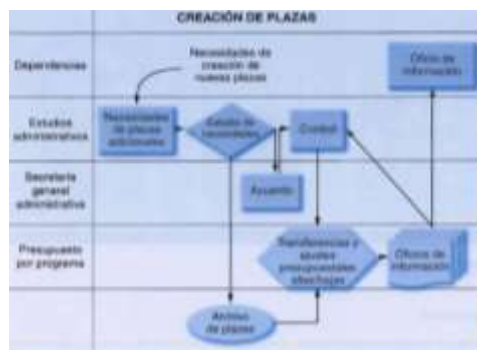 CREACIÓN DE PLAZAS
Dependencias
Necesidades de
creación de
nuevas plazas
Oficio de
información
Estudios
administrativos
Necesidades
de plazas
adicionales
Estudio de
necesidades
Control
Secretaría
general
administrativa
Acuerdo
Presupuesto
por programa
Transferencias y
ajustes
presupuestales
Oficios de
información
Archivo
de plazas